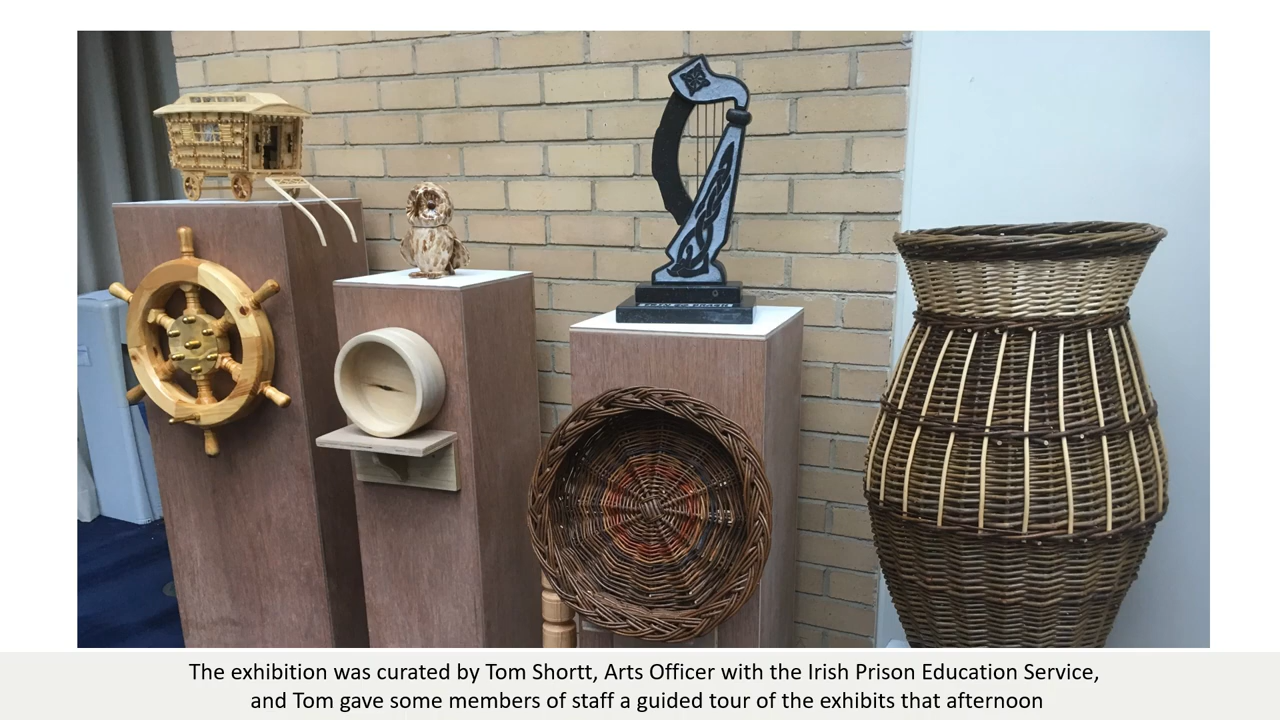 The exhibition was curated by Tom Shortt, Arts Officer with the Irish Prison Education Service,
and Tom gave some members of staff a guided tour of the exhibits that afternoon